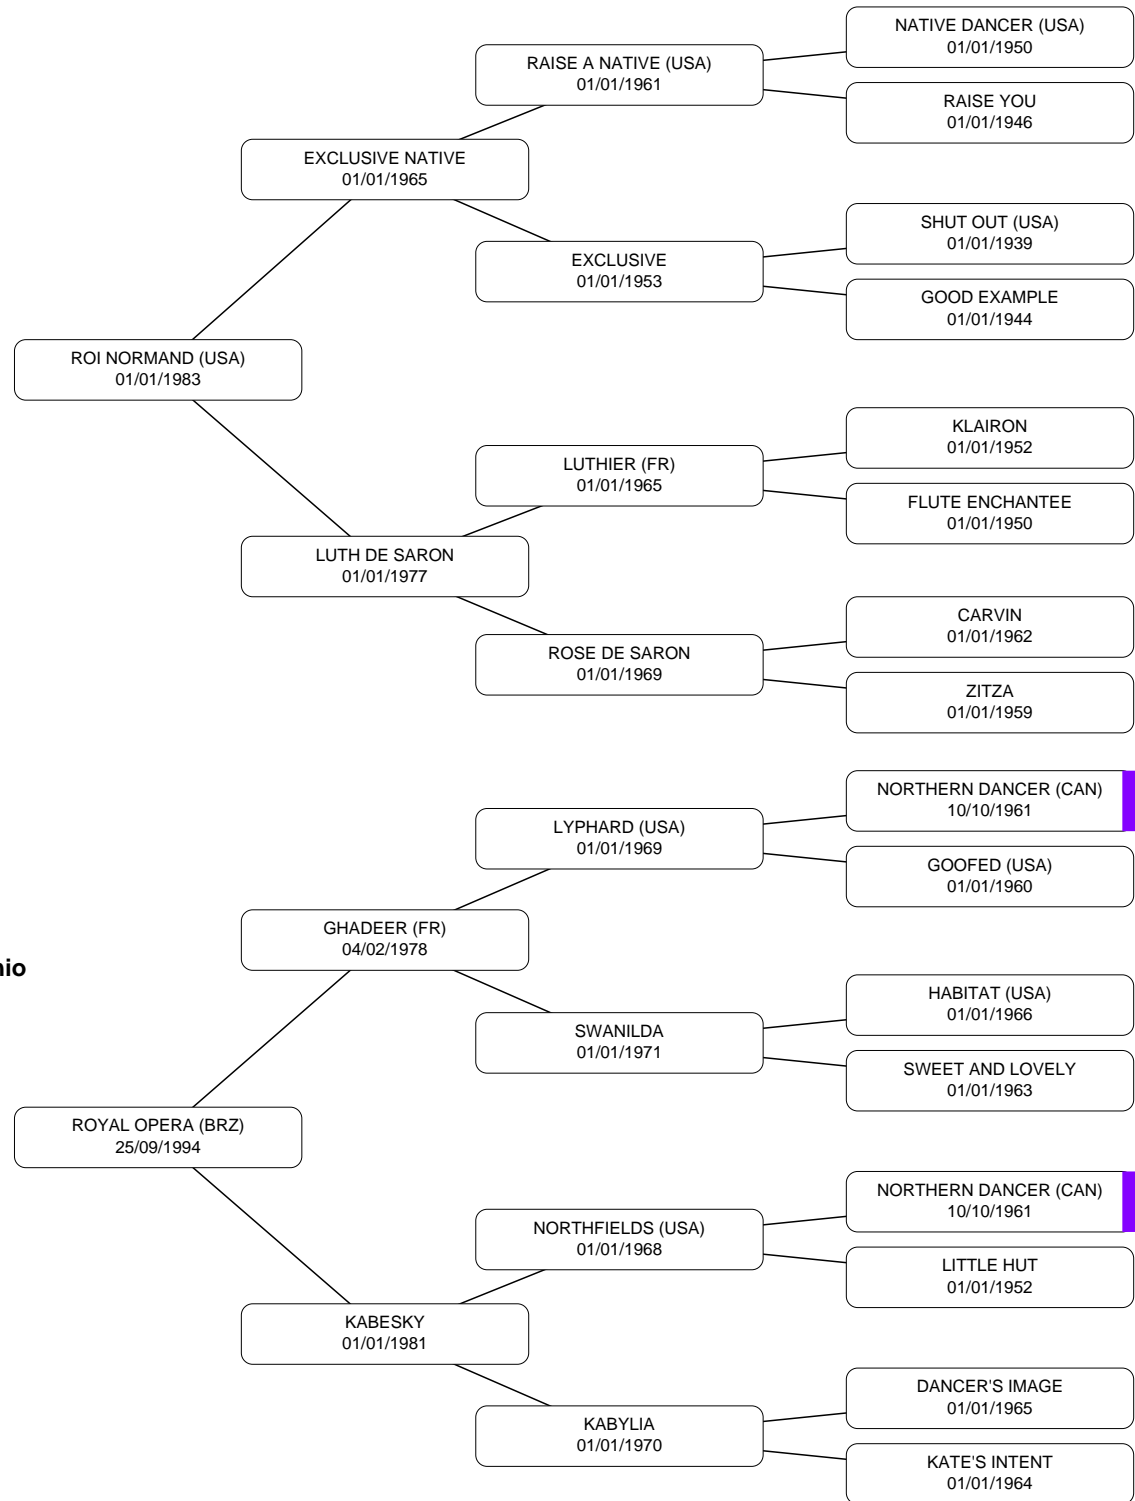 NATIVE DANCER (USA)
01/01/1950
RAISE A NATIVE (USA)
01/01/1961
RAISE YOU
01/01/1946
EXCLUSIVE NATIVE
01/01/1965
SHUT OUT (USA)
01/01/1939
EXCLUSIVE
01/01/1953
GOOD EXAMPLE
01/01/1944
ROI NORMAND (USA)
01/01/1983
KLAIRON
01/01/1952
LUTHIER (FR)
01/01/1965
FLUTE ENCHANTEE
01/01/1950
LUTH DE SARON
01/01/1977
CARVIN
01/01/1962
ROSE DE SARON
01/01/1969
ZITZA
01/01/1959
NORTHERN DANCER (CAN)
10/10/1961
LYPHARD (USA)
01/01/1969
GOOFED (USA)
01/01/1960
GHADEER (FR)
04/02/1978
nio
HABITAT (USA)
01/01/1966
SWANILDA
01/01/1971
SWEET AND LOVELY
01/01/1963
ROYAL OPERA (BRZ)
25/09/1994
NORTHERN DANCER (CAN)
10/10/1961
NORTHFIELDS (USA)
01/01/1968
LITTLE HUT
01/01/1952
KABESKY
01/01/1981
DANCER'S IMAGE
01/01/1965
KABYLIA
01/01/1970
KATE'S INTENT
01/01/1964